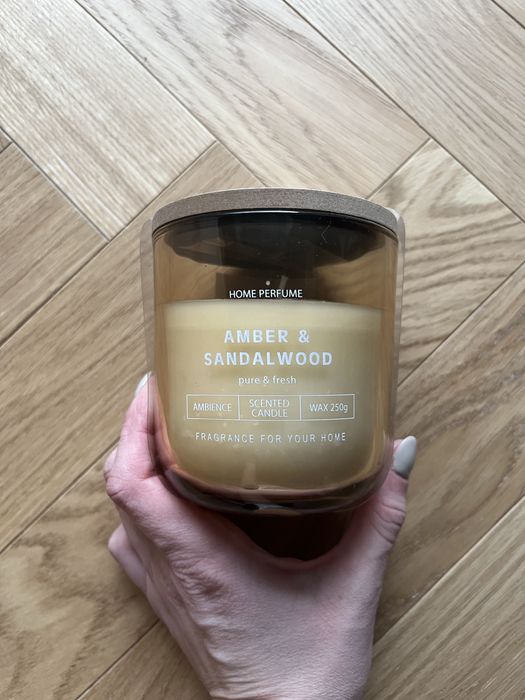 HOME PERFUME
AMBER &
SANDALWOOD
pure & fresh
AMBIENCE
SCENTED
CANDLE
WAX 250g
FRAGRANCE FOR YOUR HOME